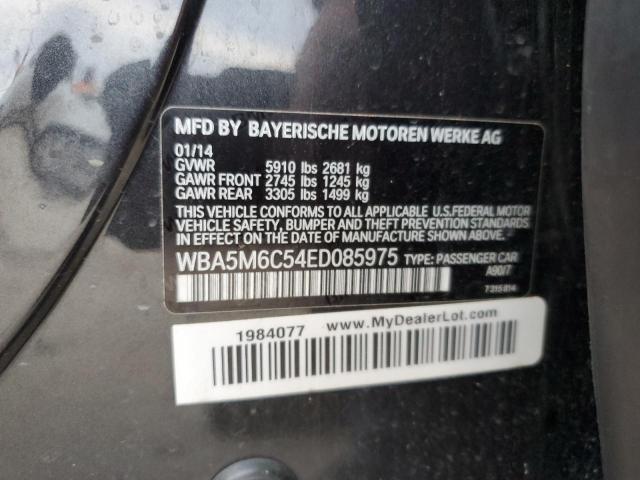 MFD BY BAYERISCHE MOTOREN WERKE AG
01/14
GVWR 5910 lbs 2681 kg
GAWR FRONT 2745 lbs 1245 kg
GAWR REAR 3305 lbs 1499 kg
THIS VEHICLE CONFORMS TO ALL APPLICABLE U.S.FEDERAL MOTOR
VEHICLE SAFETY, BUMPER AND THEFT PREVENTION STANDARDS
IN EFFECT ON THE DATE OF MANUFACTURE SHOWN ABOVE.
WBA5M6C54ED085975 TYPE: PASSENGER CAR
A90/7
7 315 814
1984077 www.MyDealerLot.com